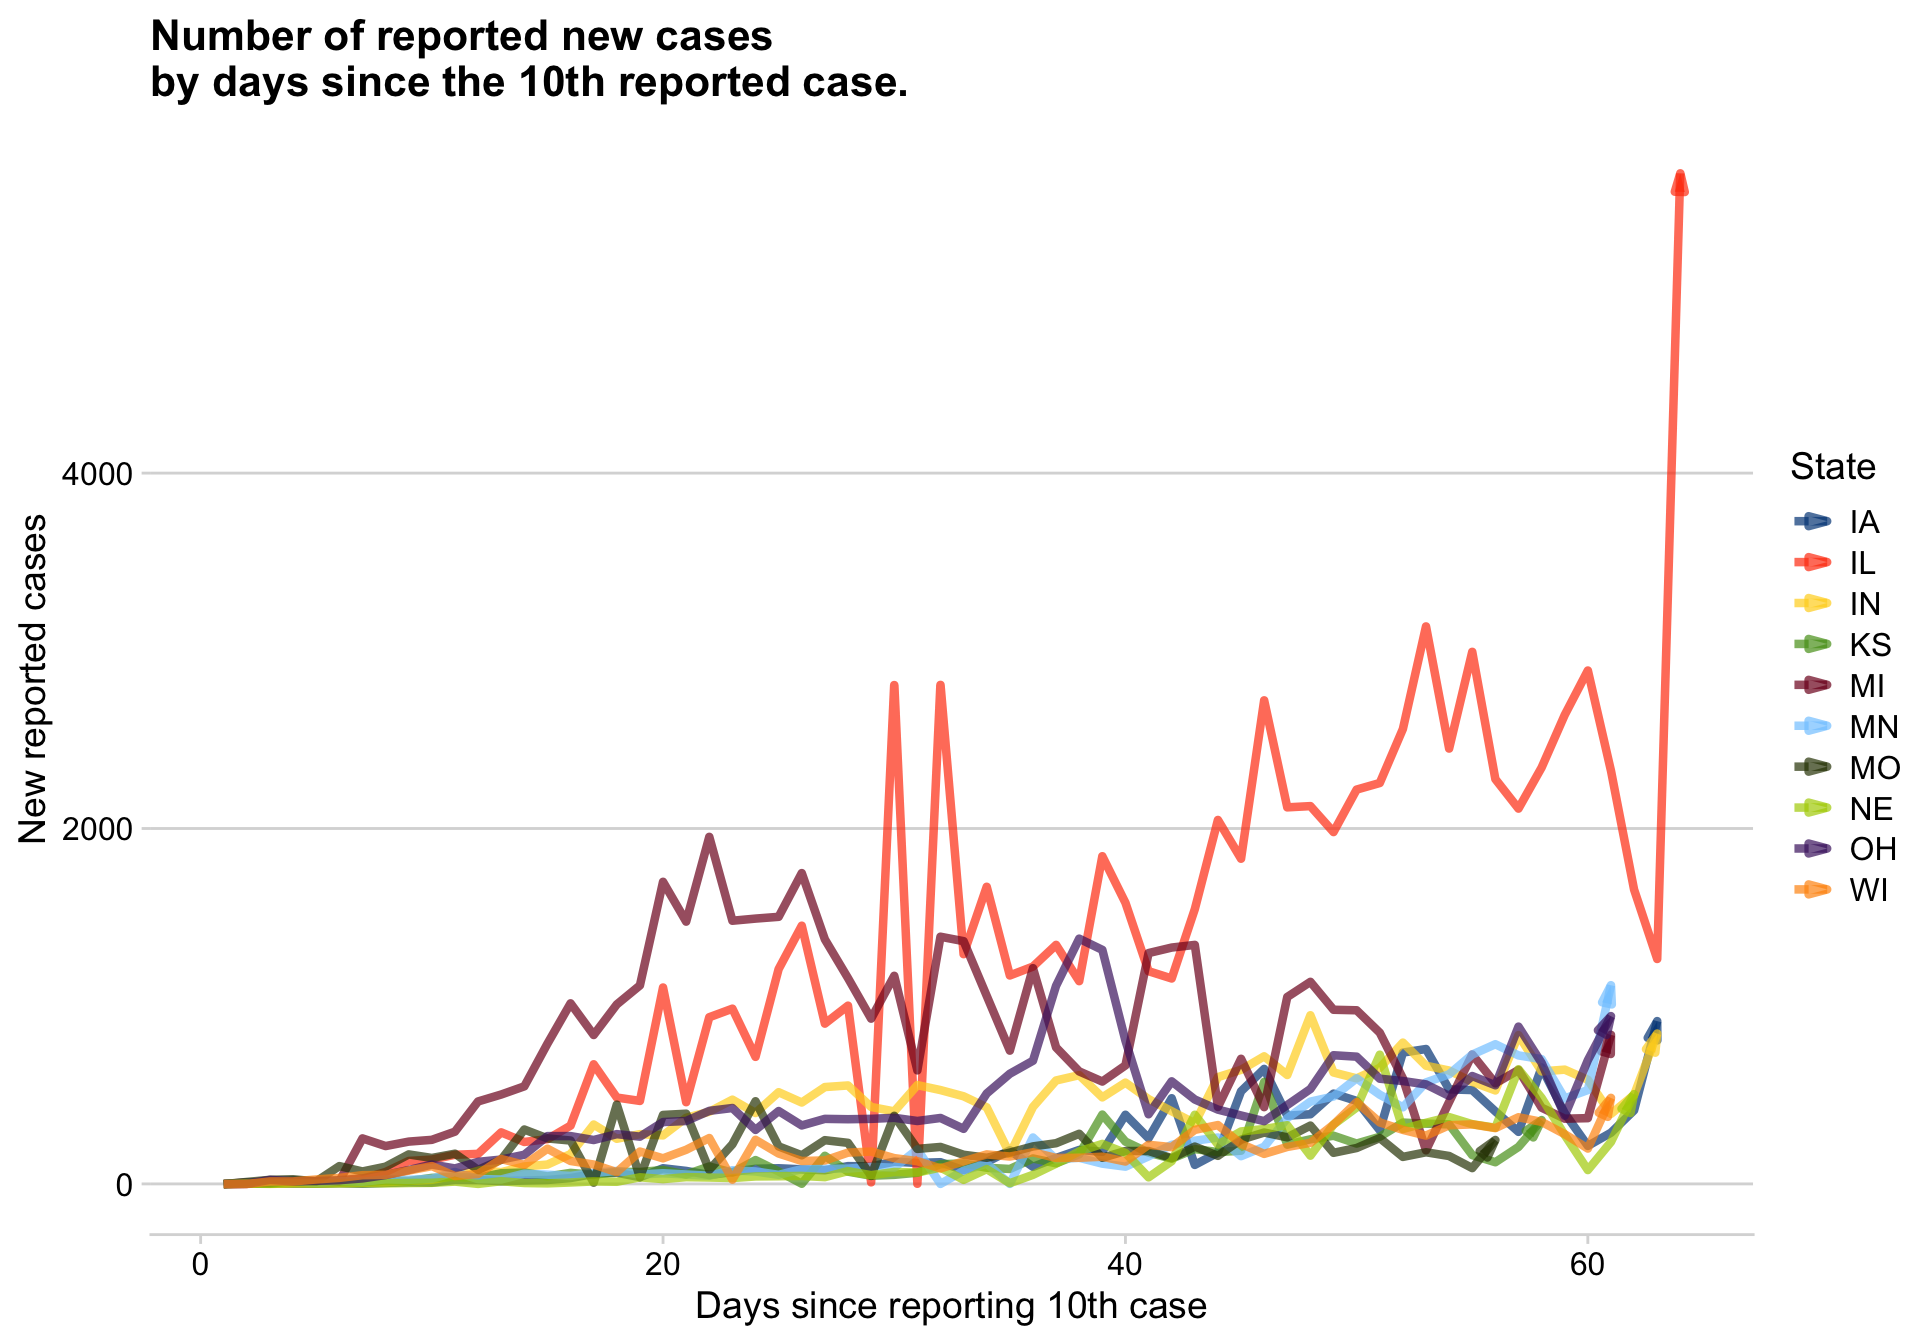 Number of reported new cases
by days since the 10th reported case.
New reported cases
4000
2000
0
0
20
40
60
Days since reporting 10th case
State
IA
IL
IN
KS
MI
MN
MO
NE
OH
WI